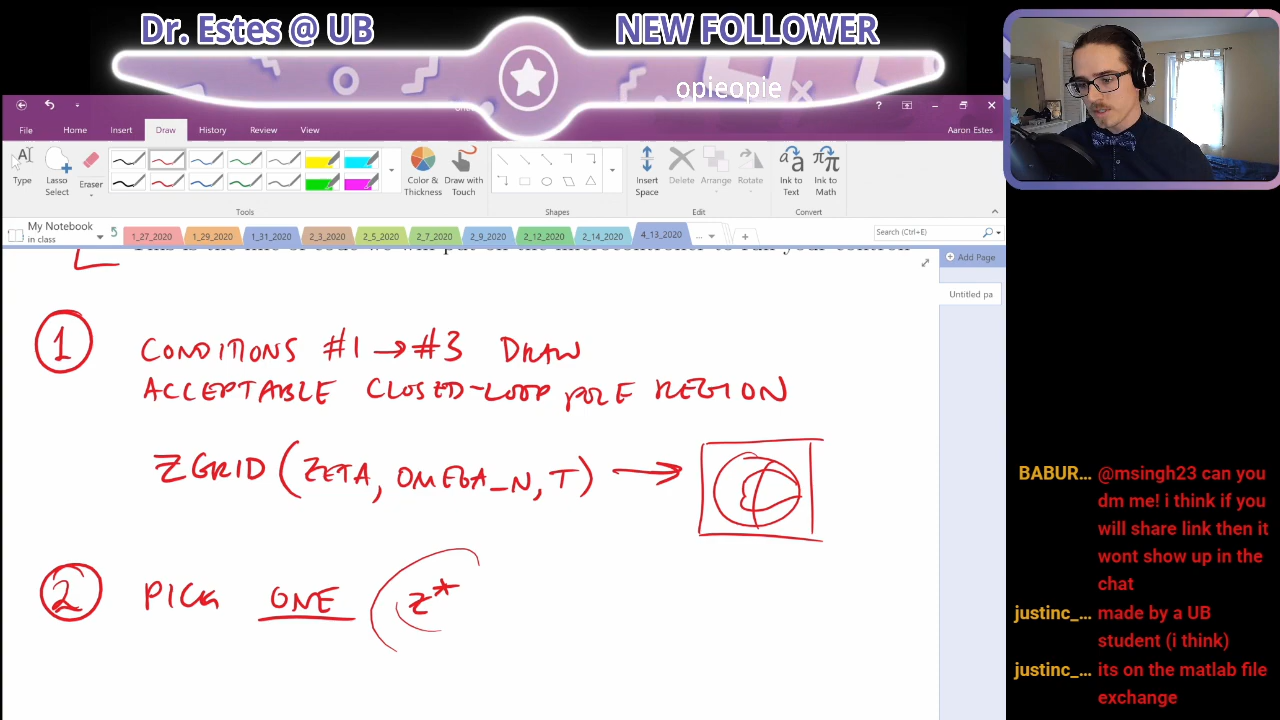 Dr. Estes @ UB
NEW FOLLOWER
opieopie
File
Home
Insert
Draw
History
Review
View
Aaron Estes
Type
Lasso
Select
Eraser
Color &
Thickness
Draw with
Touch
Insert
Space
Delete
Arrange
Rotate
Ink to
Text
Ink to
Math
Tools
Shapes
Edit
Convert
My Notebook
in class
1_27_2020
1_29_2020
1_31_2020
2_3_2020
2_5_2020
2_7_2020
2_9_2020
2_12_2020
2_14_2020
4_13_2020
...
Search (Ctrl+E)
Add Page
Untitled pa
1 CONDITIONS #1 → #3 DRAW
ACCEPTABLE CLOSED-LOOP POLE REGION
ZGRID (ZETA, OMEGA_N, T) →
2 PICK ONE ( z*
BABUR... @msingh23 can you
dm me! i think if you
will share link then it
wont show up in the
chat
justinc_... made by a UB
student (i think)
justinc_... its on the matlab file
exchange